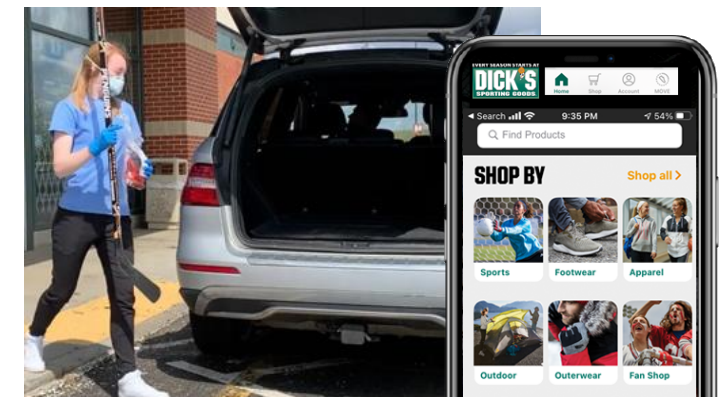 PENGUINS
EVERY SEASON STARTS AT
DICK'S
SPORTING GOODS
Home Shop Account MOVE
Search 9:35 PM 54%
Find Products
SHOP BY Shop all
Sports Footwear Apparel
Outdoor Outerwear Fan Shop